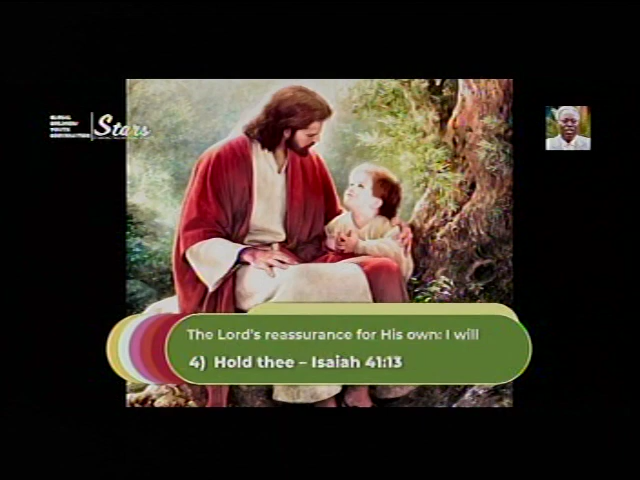 Stars
The Lord's reassurance for His own: I will
4) Hold thee – Isaiah 41:13